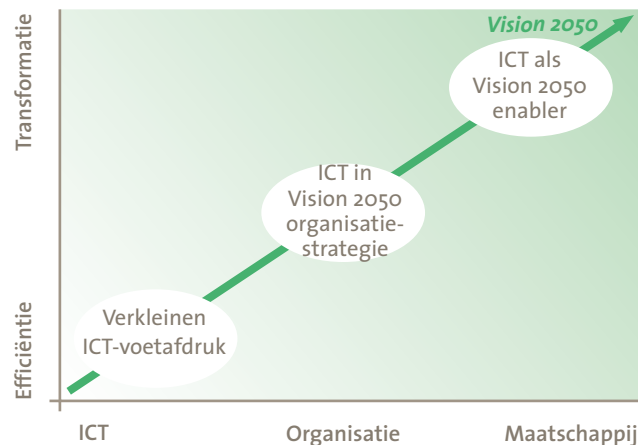 Transformatie
Efficiëntie
Vision 2050
ICT als
Vision 2050
enabler
ICT in
Vision 2050
organisatie-
strategie
Verkleinen
ICT-voetafdruk
ICT
Organisatie
Maatschappij